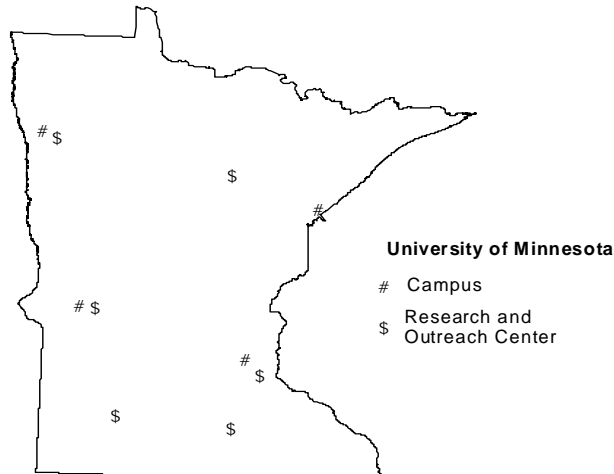 # $
$
#
University of Minnesota
# Campus
# $
$ Research and
Outreach Center
#
$
$
$